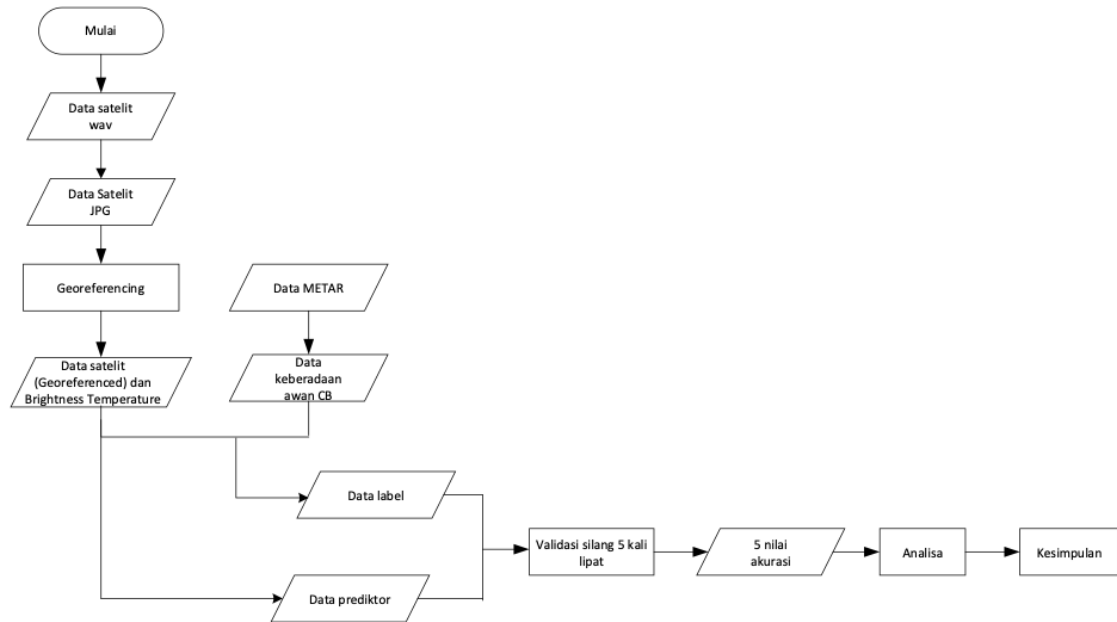 Mulai
Data satelit
wav
Data Satelit
JPG
Georeferencing
Data METAR
Data satelit
(Georeferenced) dan
Brightness Temperature
Data
keberadaan
awan CB
Data label
Validasi silang 5 kali
lipat
5 nilai
akurasi
Analisa
Kesimpulan
Data prediktor